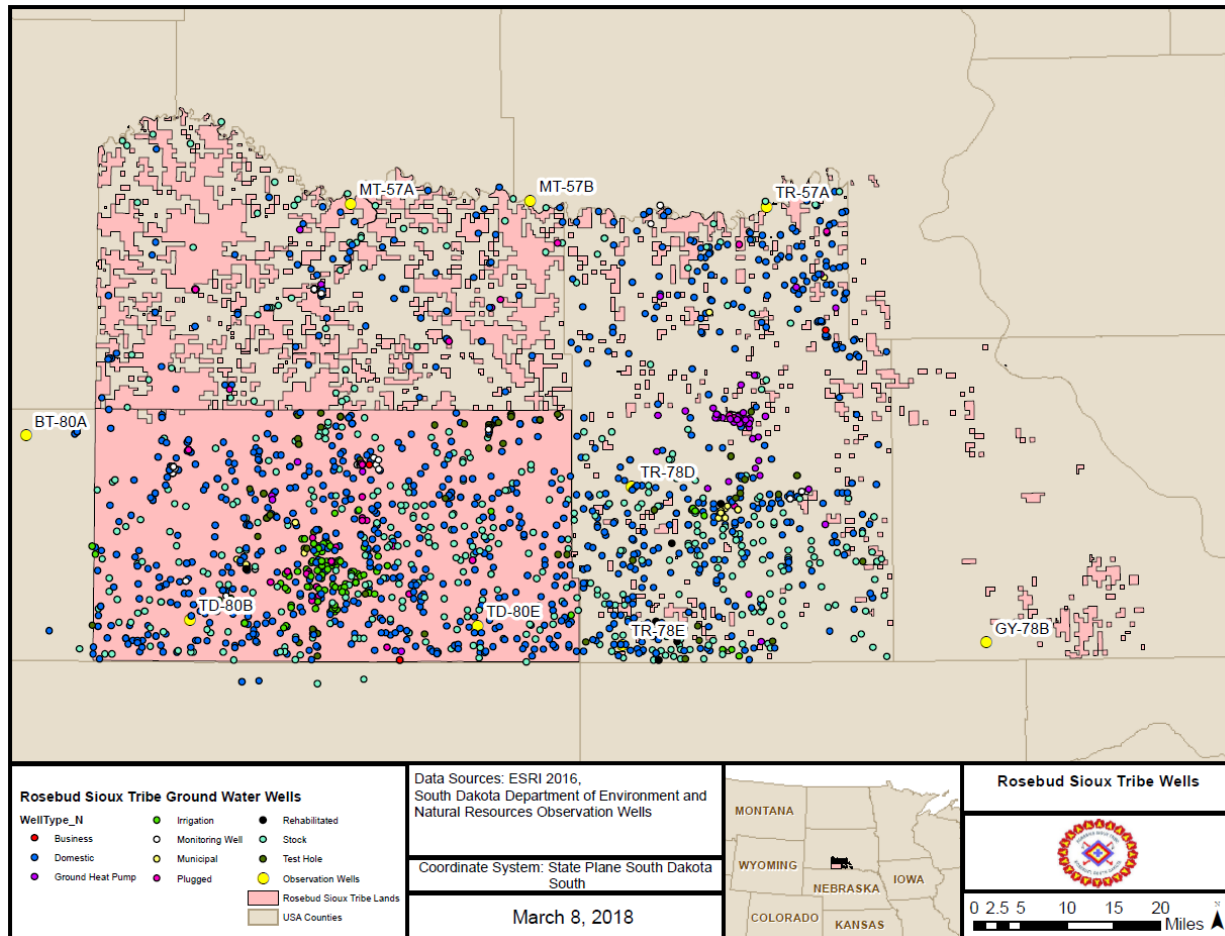 MT-57A
MT-57B
TR-57A
BT-80A
TR-78D
TD-80B
TD-80E
TR-78E
GY-78B
Rosebud Sioux Tribe Ground Water Wells
WellType_N
Business
Domestic
Ground Heat Pump
Irrigation
Monitoring Well
Municipal
Plugged
Rehabilitated
Stock
Test Hole
Observation Wells
Rosebud Sioux Tribe Lands
USA Counties
Data Sources: ESRI 2016,
South Dakota Department of Environment and
Natural Resources Observation Wells
Coordinate System: State Plane South Dakota
South
March 8, 2018
MONTANA
WYOMING
NEBRASKA
IOWA
COLORADO
KANSAS
Rosebud Sioux Tribe Wells
0 2.5 5 10 15 20
Miles
N